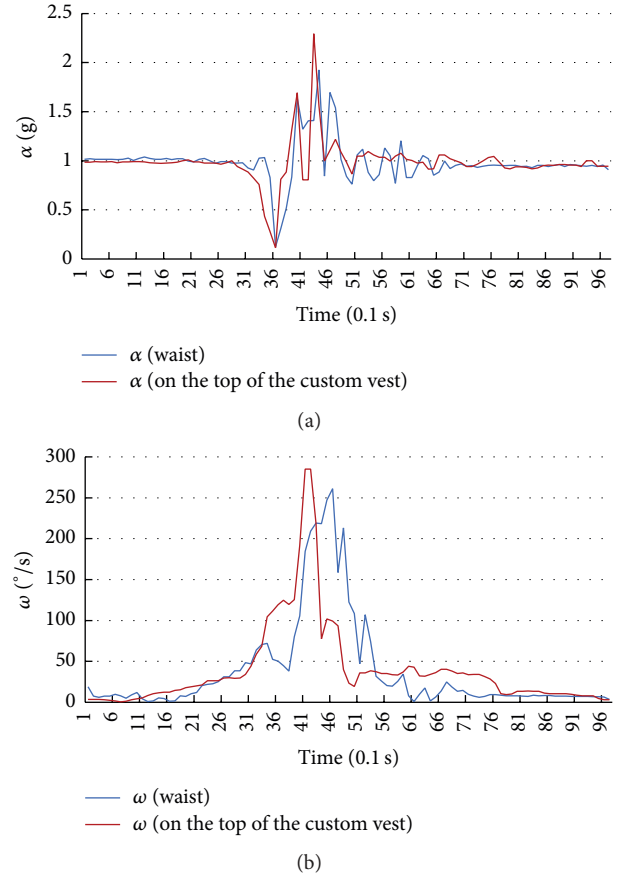 2.5
2
1.5
1
0.5
0
α (g)
1 6 11 16 21 26 31 36 41 46 51 56 61 66 71 76 81 86 91 96
Time (0.1 s)
α (waist)
α (on the top of the custom vest)
(a)
300
250
200
150
100
50
0
ω (°/s)
1 6 11 16 21 26 31 36 41 46 51 56 61 66 71 76 81 86 91 96
Time (0.1 s)
ω (waist)
ω (on the top of the custom vest)
(b)